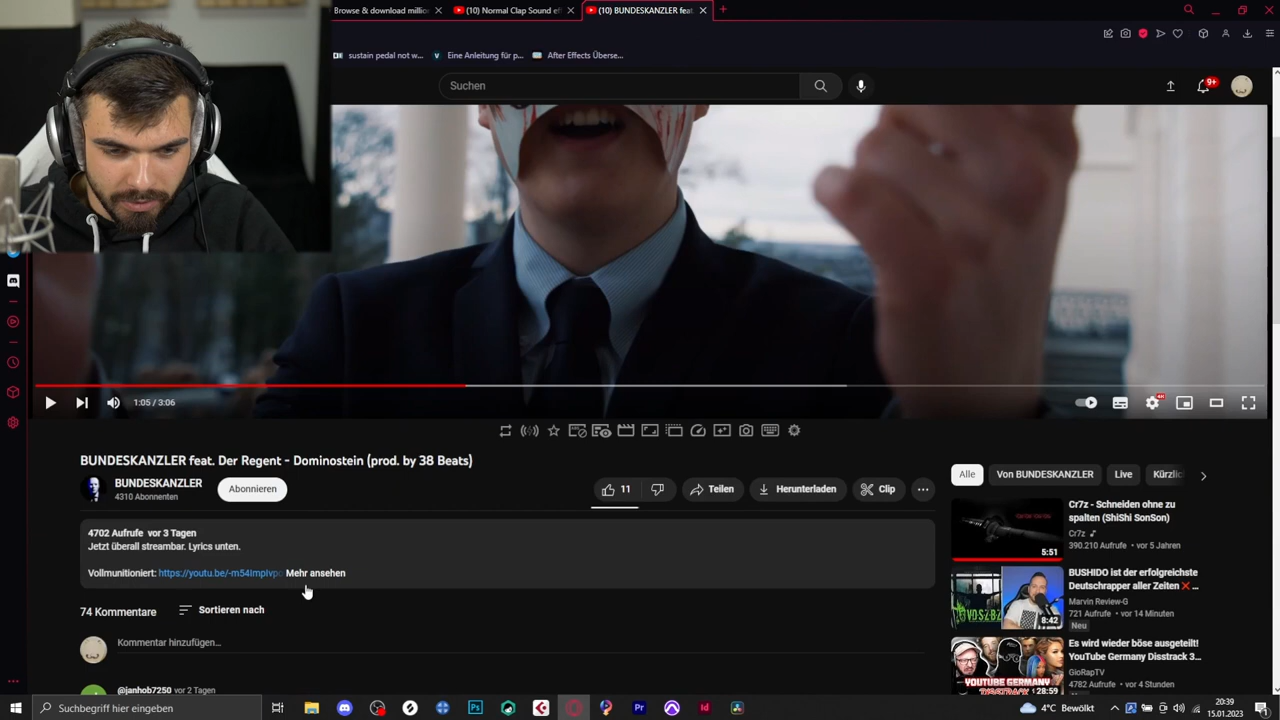 Browse & download millio
(10) Normal Clap Sound ef
(10) BUNDESKANZLER feat.
sustain pedal not w...
Eine Anleitung für p...
After Effects Überse...
Suchen
9+
1:05 / 3:06
BUNDESKANZLER feat. Der Regent - Dominostein (prod. by 38 Beats)
BUNDESKANZLER
4310 Abonnenten
Abonnieren
11
Teilen
Herunterladen
Clip
4702 Aufrufe vor 3 Tagen
Jetzt überall streambar. Lyrics unten.
Vollmunitioniert: Mehr ansehen
74 Kommentare
Sortieren nach
Kommentar hinzufügen...
@janhob7250 vor 2 Tagen
Alle
Von BUNDESKANZLER
Live
Kürzlic
Cr7z - Schneiden ohne zu
spalten (ShiShi SonSon)
Cr7z
390.210 Aufrufe • vor 5 Jahren
5:51
BUSHIDO ist der erfolgreichste
Deutschrapper aller Zeiten ❌ ...
Marvin Review-G
721 Aufrufe • vor 14 Minuten
Neu
8:42
Es wird wieder böse ausgeteilt!
YouTube Germany Disstrack 3...
GioRapTV
4782 Aufrufe • vor 4 Stunden
YOUTUBE GERMANY
DISSTRACK
28:59
Suchbegriff hier eingeben
4°C Bewölkt
20:39
15.01.2023